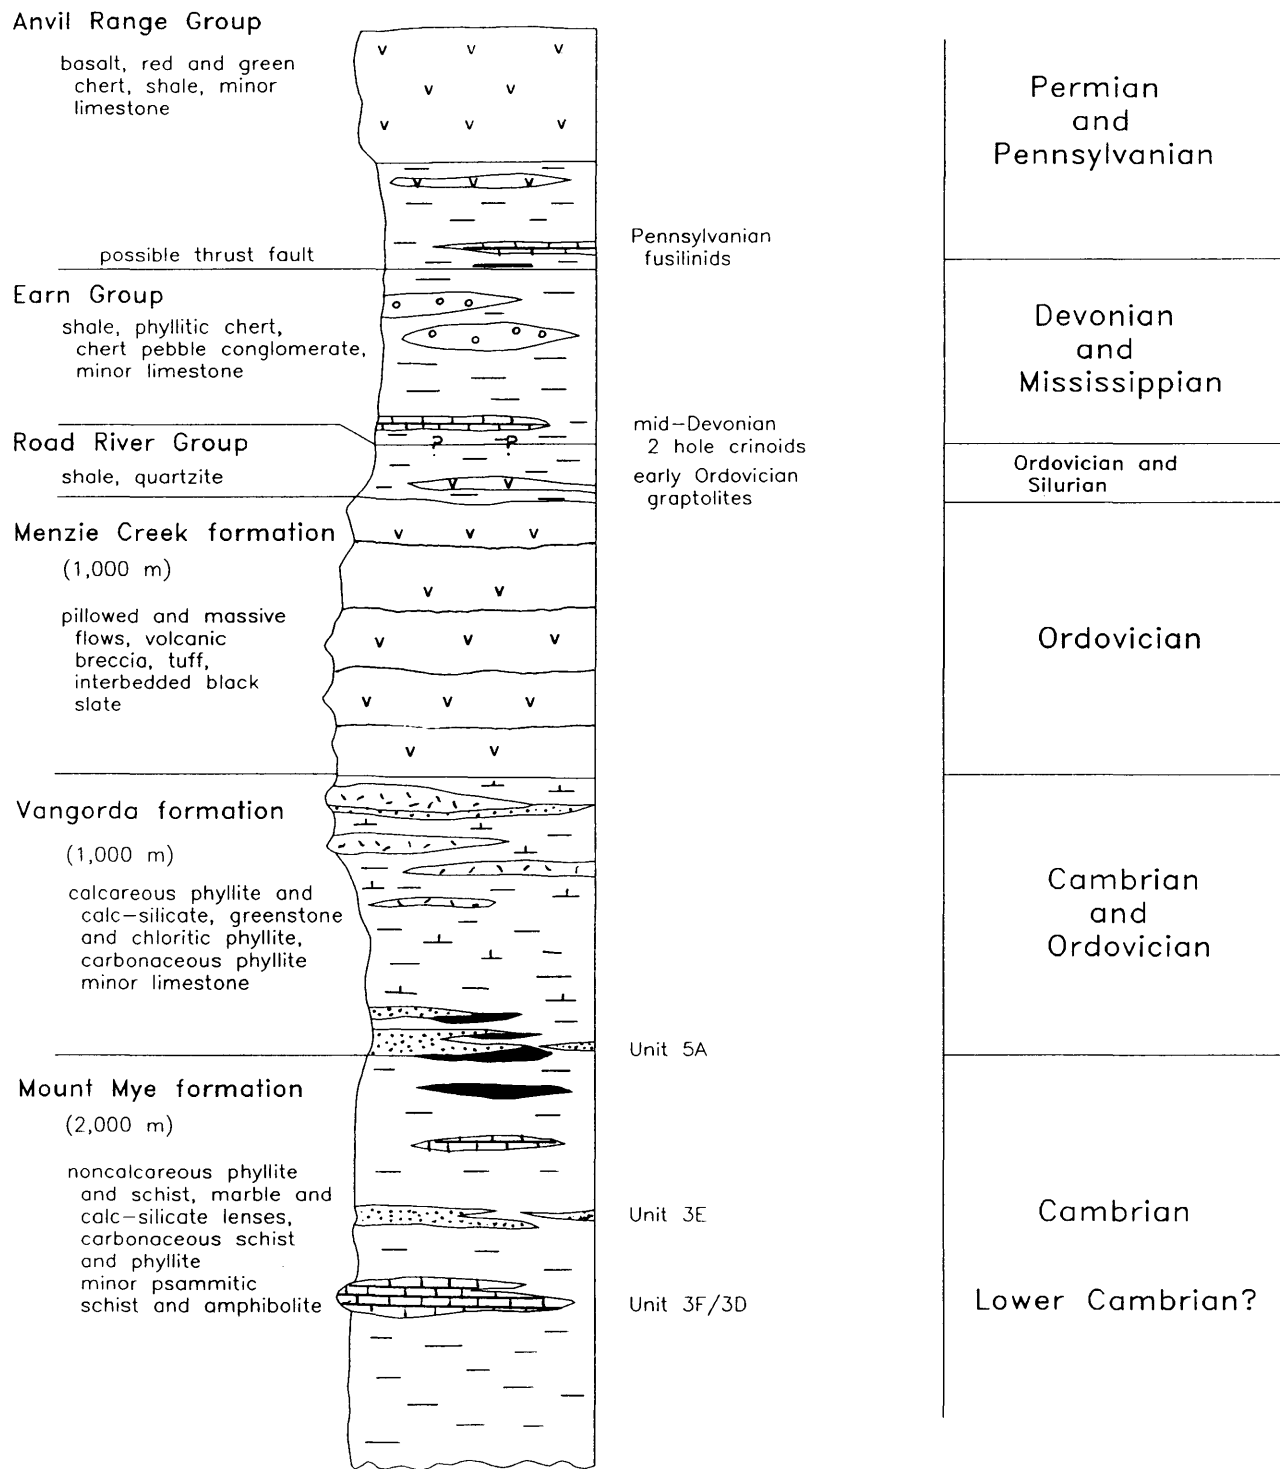 Anvil Range Group
basalt, red and green
chert, shale, minor
limestone
possible thrust fault
Earn Group
shale, phyllitic chert,
chert pebble conglomerate,
minor limestone
Road River Group
shale, quartzite
Menzie Creek formation
(1,000 m)
pillowed and massive
flows, volcanic
breccia, tuff,
interbedded black
slate
Vangorda formation
(1,000 m)
calcareous phyllite and
calc-silicate, greenstone
and chloritic phyllite,
carbonaceous phyllite
minor limestone
Mount Mye formation
(2,000 m)
noncalcareous phyllite
and schist, marble and
calc-silicate lenses,
carbonaceous schist
and phyllite
minor psammitic
schist and amphibolite
? ?
Pennsylvanian
fusilinids
mid-Devonian
2 hole crinoids
early Ordovician
graptolites
Unit 5A
Unit 3E
Unit 3F/3D
Permian
and
Pennsylvanian
Devonian
and
Mississippian
Ordovician and
Silurian
Ordovician
Cambrian
and
Ordovician
Cambrian
Lower Cambrian?